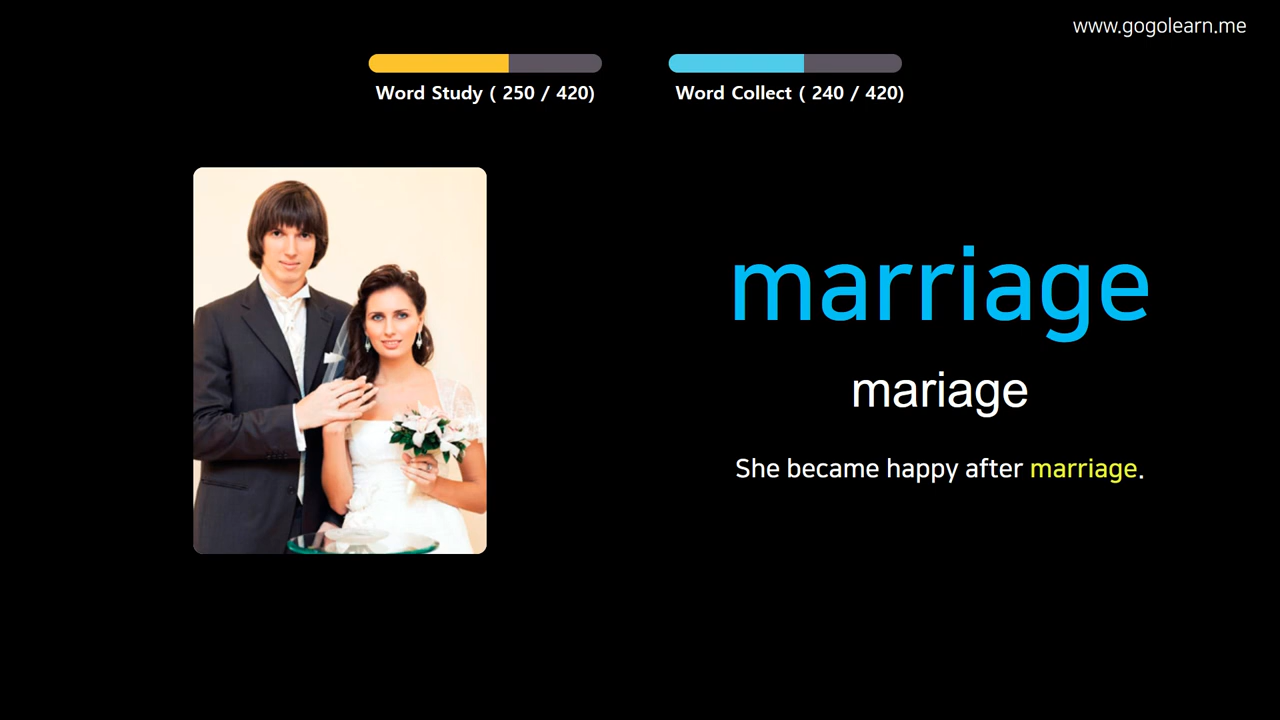 www.gogolearn.me
Word Study ( 250 / 420)
Word Collect ( 240 / 420)
marriage
mariage
She became happy after marriage.